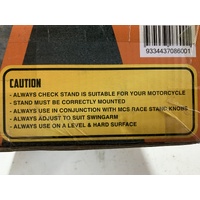 9334437086001
CAUTION
- ALWAYS CHECK STAND IS SUITABLE FOR YOUR MOTORCYCLE
- STAND MUST BE CORRECTLY MOUNTED
- ALWAYS USE IN CONJUNCTION WITH MCS RACE STAND KNOBS
- ALWAYS ADJUST TO SUIT SWINGARM
- ALWAYS USE ON A LEVEL & HARD SURFACE